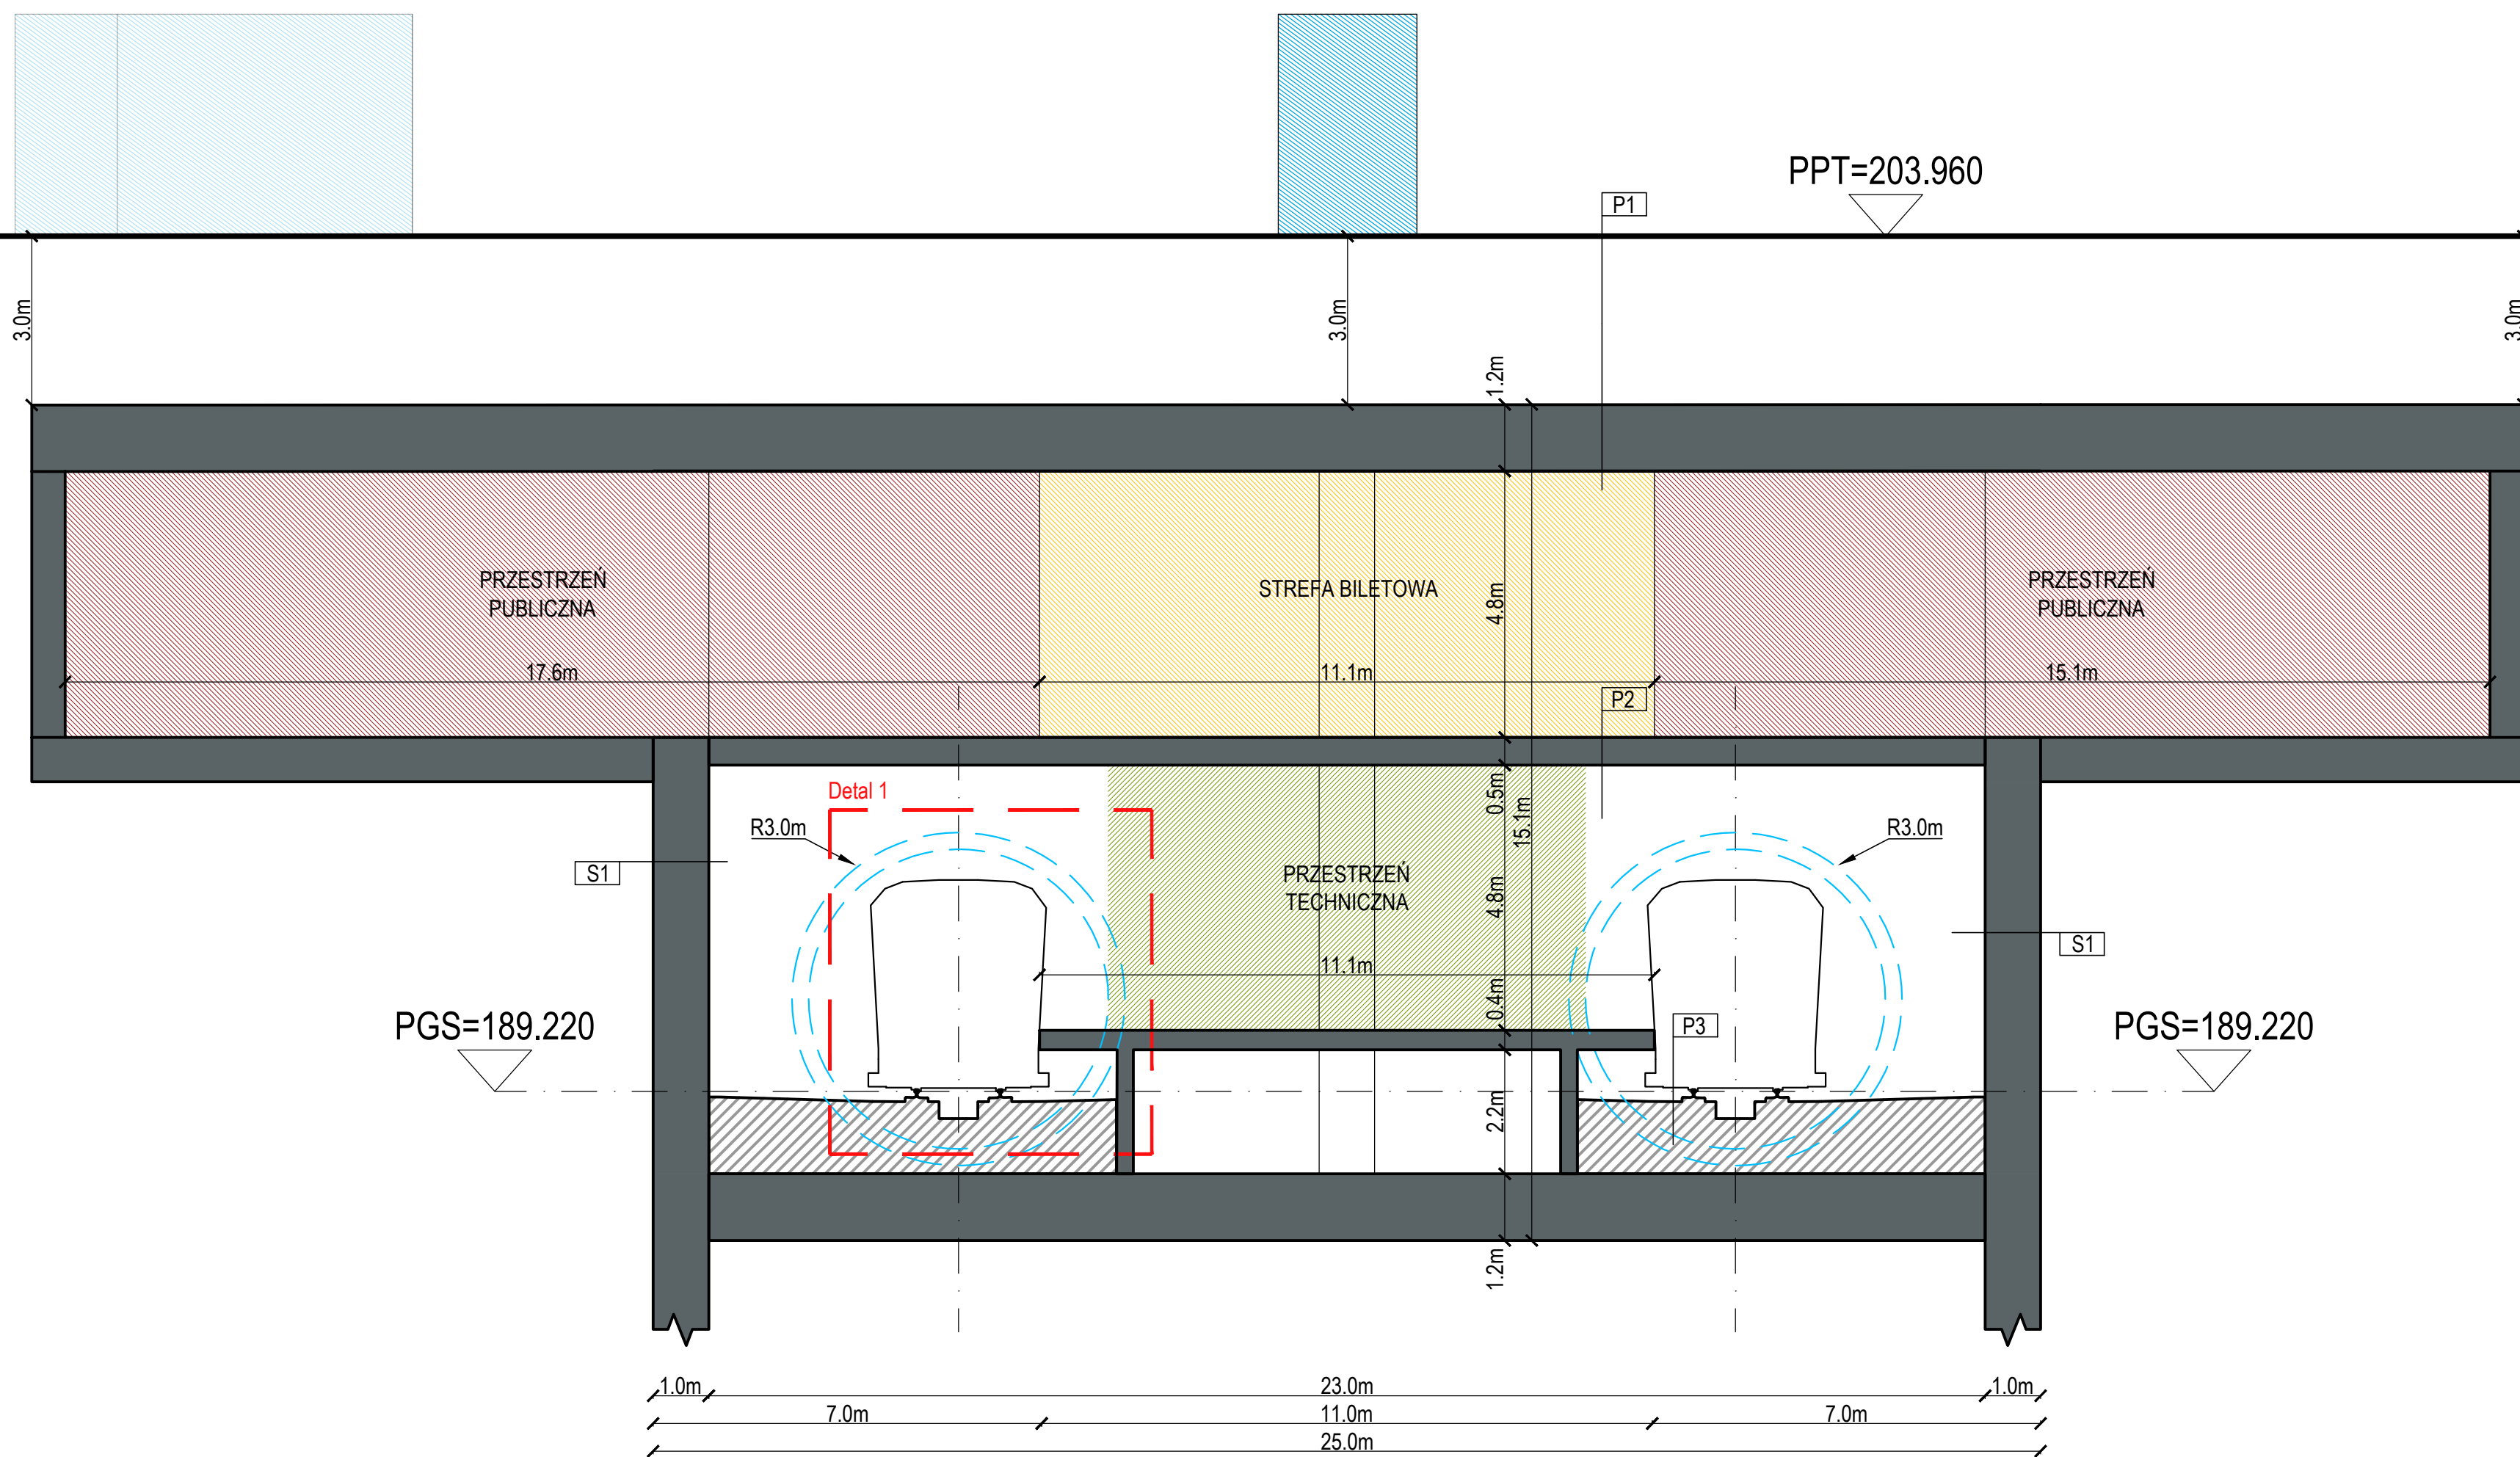 PPT=203.960
P1
3.0m
3.0m
3.0m
1.2m
PRZESTRZEŃ
PUBLICZNA
STREFA BILETOWA
4.8m
PRZESTRZEŃ
PUBLICZNA
17.6m
11.1m
15.1m
P2
Detal 1
0.5m
15.1m
R3.0m
R3.0m
S1
PRZESTRZEŃ
TECHNICZNA
4.8m
S1
11.1m
0.4m
PGS=189.220
P3
PGS=189.220
2.2m
1.2m
1.0m
23.0m
1.0m
7.0m
11.0m
7.0m
25.0m